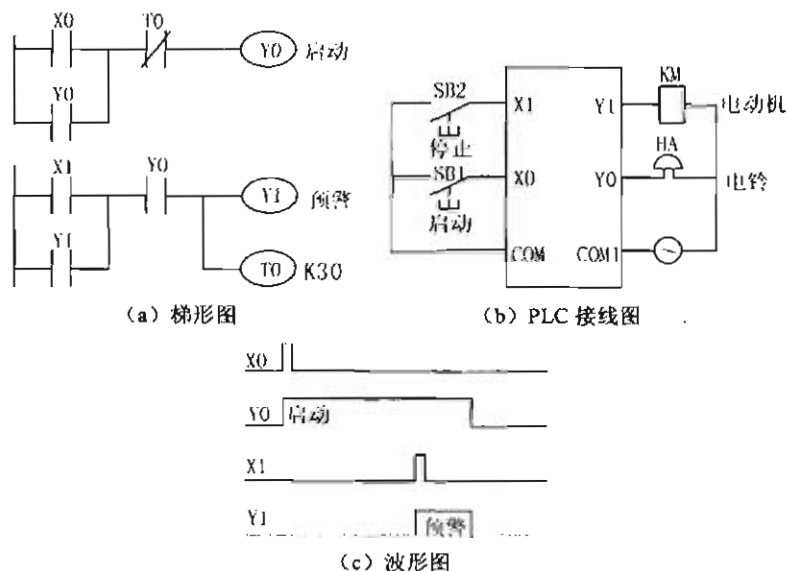 X0 T0
Y0 启动
Y0
X1 Y0
Y1 预警
Y1
T0 K30
(a) 梯形图
SB2 X1 Y1 KM 电动机
停止
SB1 X0 Y0 HA 电铃
启动
COM COM1
(b) PLC 接线图
X0
Y0 启动
X1
Y1 预警
(c) 波形图